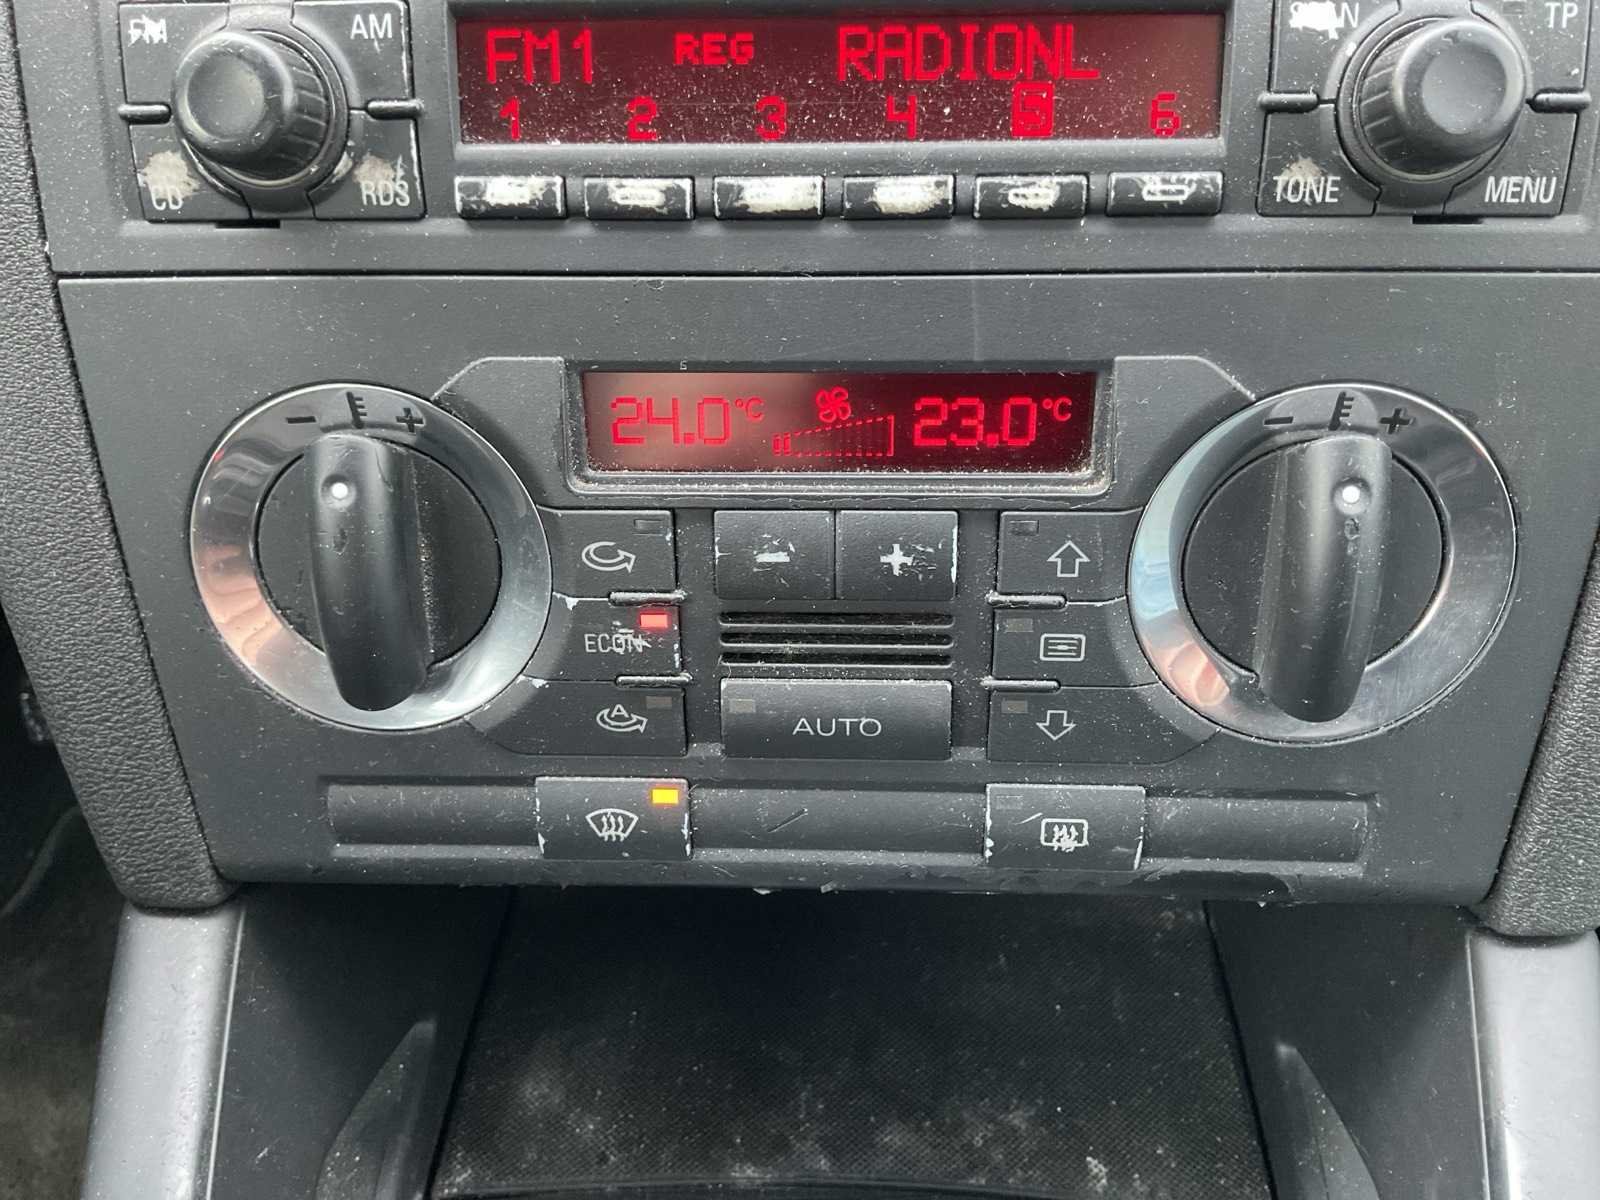 FM AM
FM1 REG RADIONL
SCAN TP
1 2 3 4 5 6
CD RDS
TONE MENU
- +
24.0°C 23.0°C
- +
- +
ECON
A
AUTO